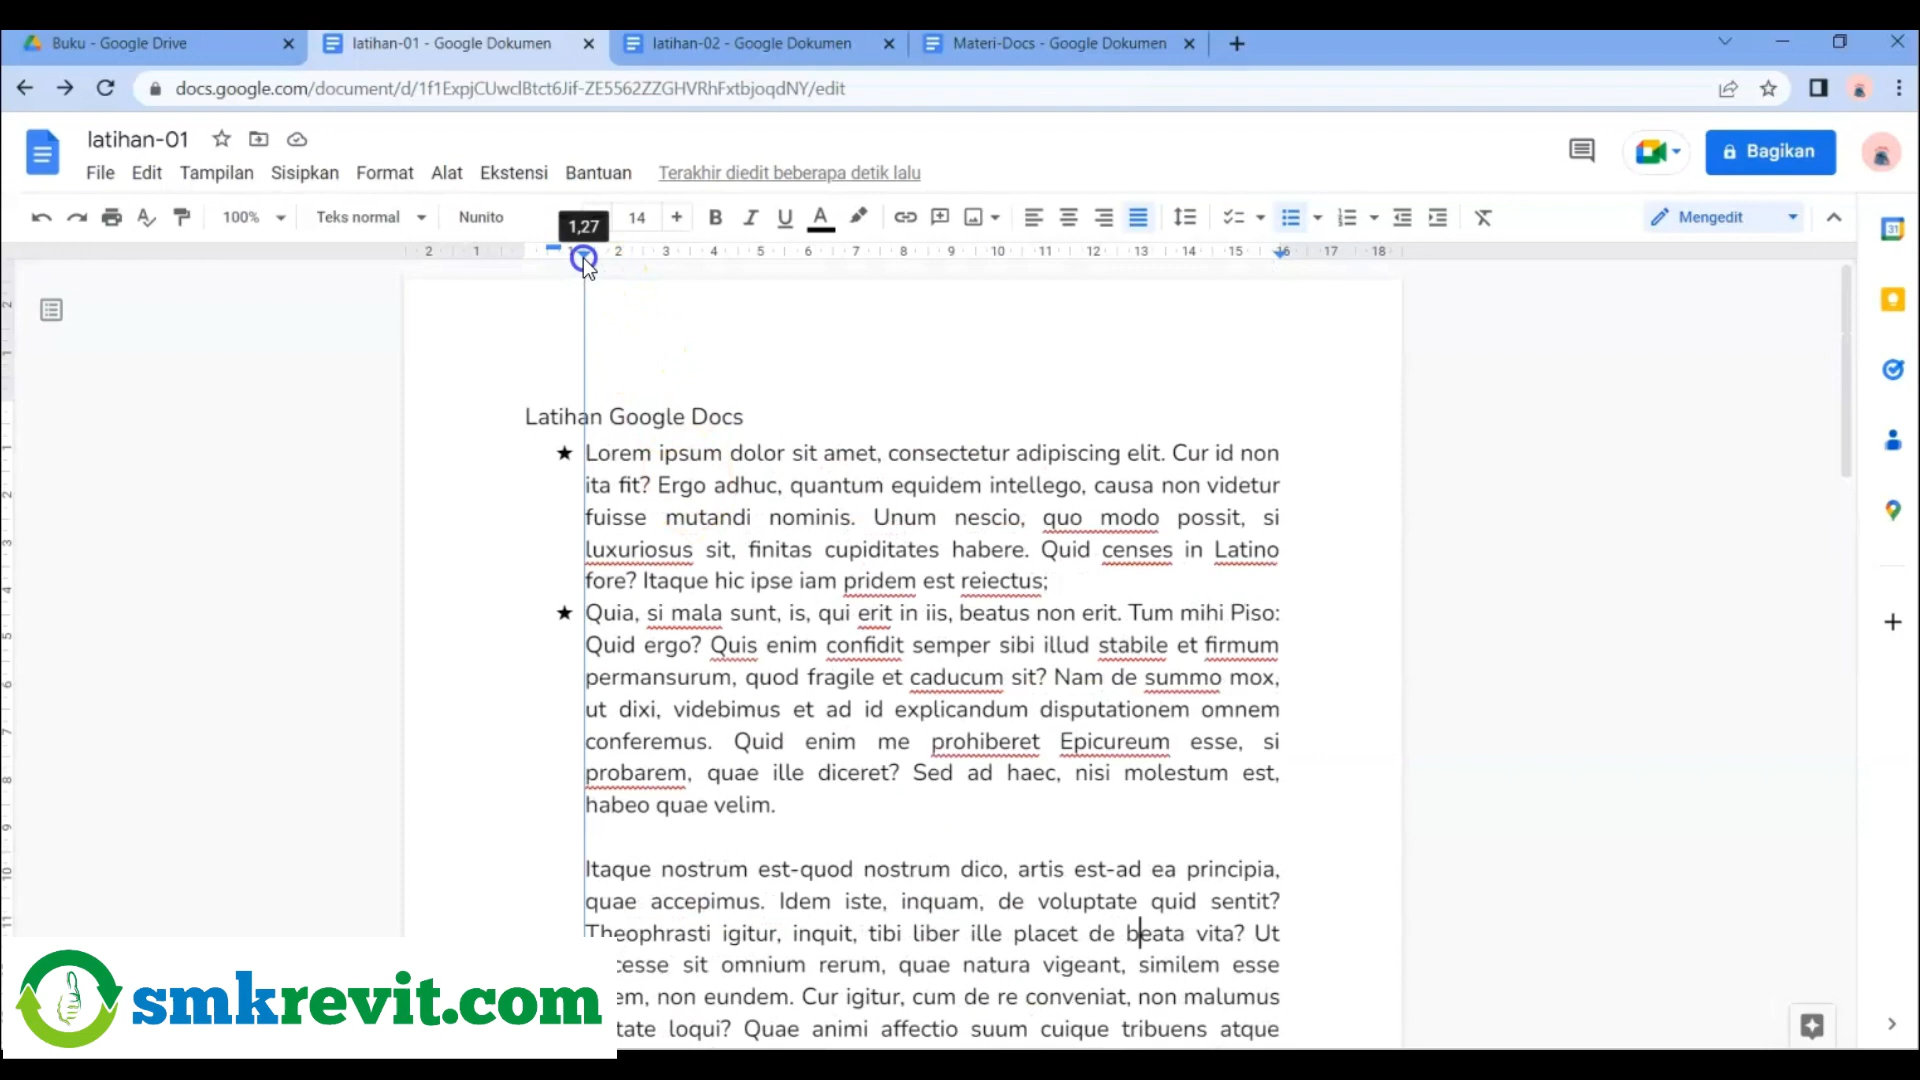 Buku - Google Drive
latihan-01 - Google Dokumen
latihan-02 - Google Dokumen
Materi-Docs - Google Dokumen
docs.google.com/document/d/1f1ExpjCUwclBtct6Jif-ZE5562ZZGHVRhFxtbjoqdNY/edit
latihan-01
File Edit Tampilan Sisipkan Format Alat Ekstensi Bantuan Terakhir diedit beberapa detik lalu
Bagikan
100% Teks normal Nunito 14 Mengedit
1,27
2 1 2 3 4 5 6 7 8 9 10 11 12 13 14 15 16 17 18
Latihan Google Docs
★ Lorem ipsum dolor sit amet, consectetur adipiscing elit. Cur id non
ita fit? Ergo adhuc, quantum equidem intellego, causa non videtur
fuisse mutandi nominis. Unum nescio, quo modo possit, si
luxuriosus sit, finitas cupiditates habere. Quid censes in Latino
fore? Itaque hic ipse iam pridem est reiectus;
★ Quia, si mala sunt, is, qui erit in iis, beatus non erit. Tum mihi Piso:
Quid ergo? Quis enim confidit semper sibi illud stabile et firmum
permansurum, quod fragile et caducum sit? Nam de summo mox,
ut dixi, videbimus et ad id explicandum disputationem omnem
conferemus. Quid enim me prohiberet Epicureum esse, si
probarem, quae ille diceret? Sed ad haec, nisi molestum est,
habeo quae velim.
Itaque nostrum est-quod nostrum dico, artis est-ad ea principia,
quae accepimus. Idem iste, inquam, de voluptate quid sentit?
Theophrasti igitur, inquit, tibi liber ille placet de beata vita? Ut
cesse sit omnium rerum, quae natura vigeant, similem esse
em, non eundem. Cur igitur, cum de re conveniat, non malumus
tate loqui? Quae animi affectio suum cuique tribuens atque
smkrevit.com